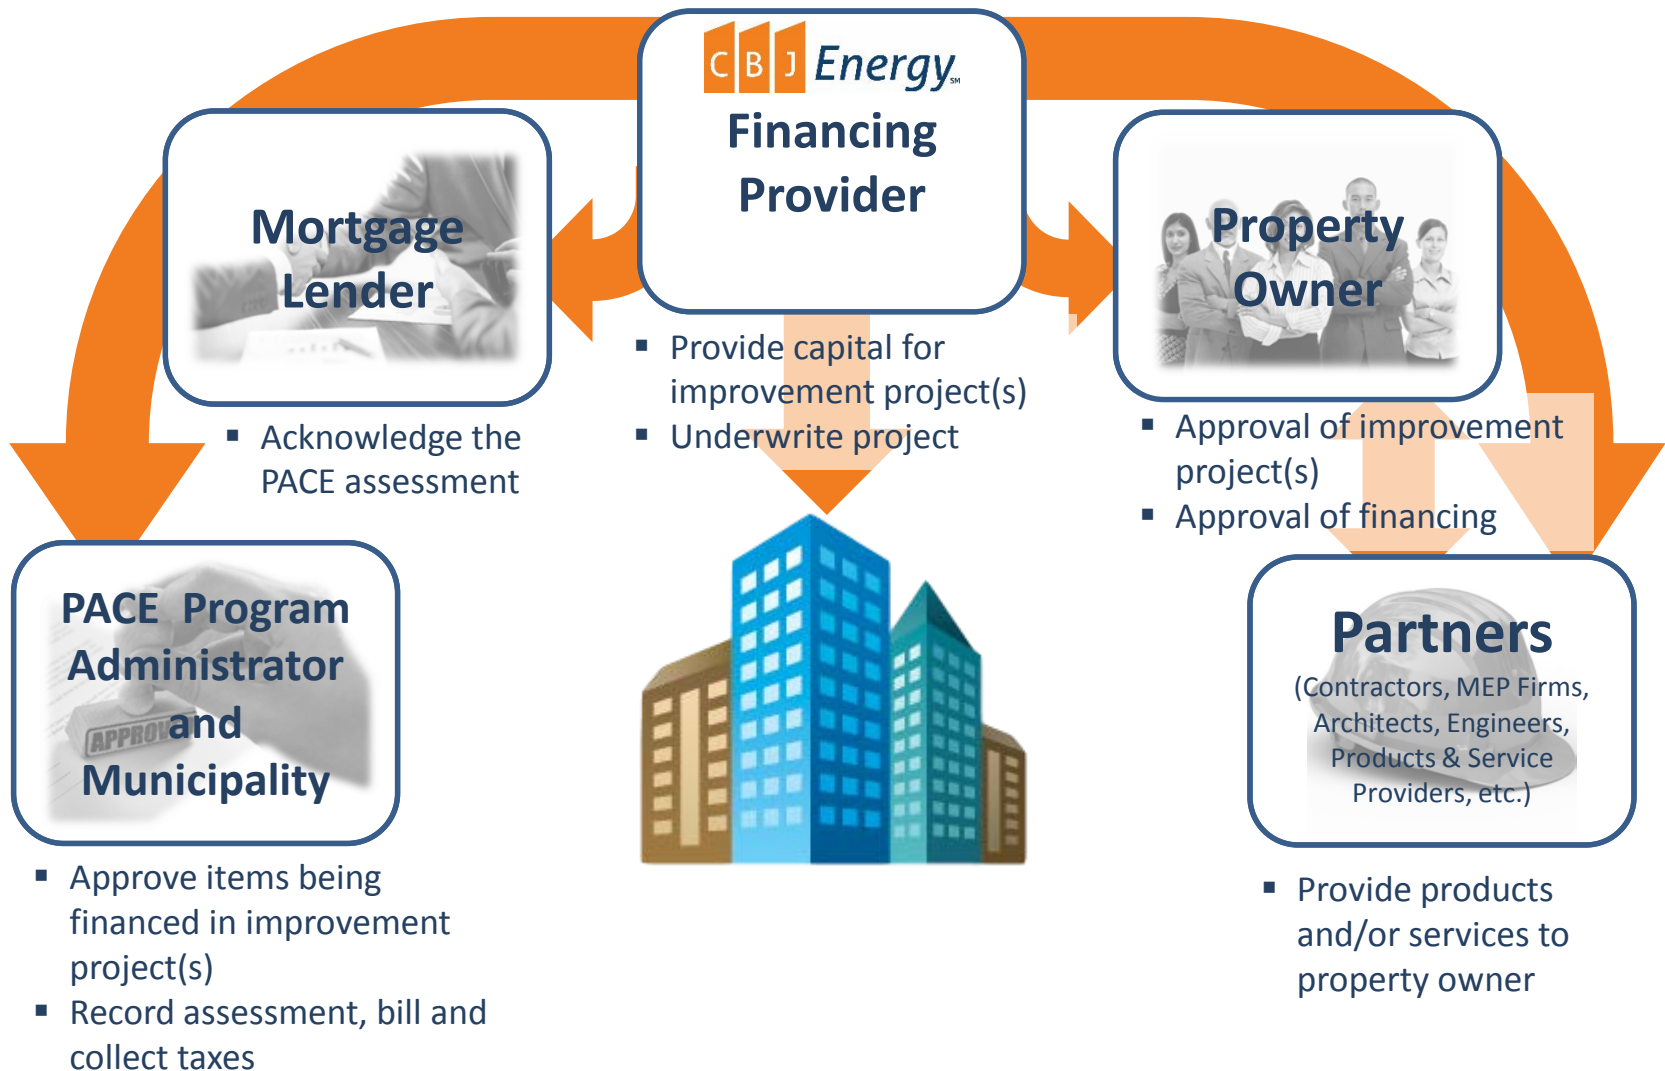 C B J Energy SM
Financing
Provider
▪ Provide capital for
improvement project(s)
▪ Underwrite project
Mortgage
Lender
▪ Acknowledge the
PACE assessment
Property
Owner
▪ Approval of improvement
project(s)
▪ Approval of financing
PACE Program
Administrator
and
Municipality
▪ Approve items being
financed in improvement
project(s)
▪ Record assessment, bill and
collect taxes
Partners
(Contractors, MEP Firms,
Architects, Engineers,
Products & Service
Providers, etc.)
▪ Provide products
and/or services to
property owner